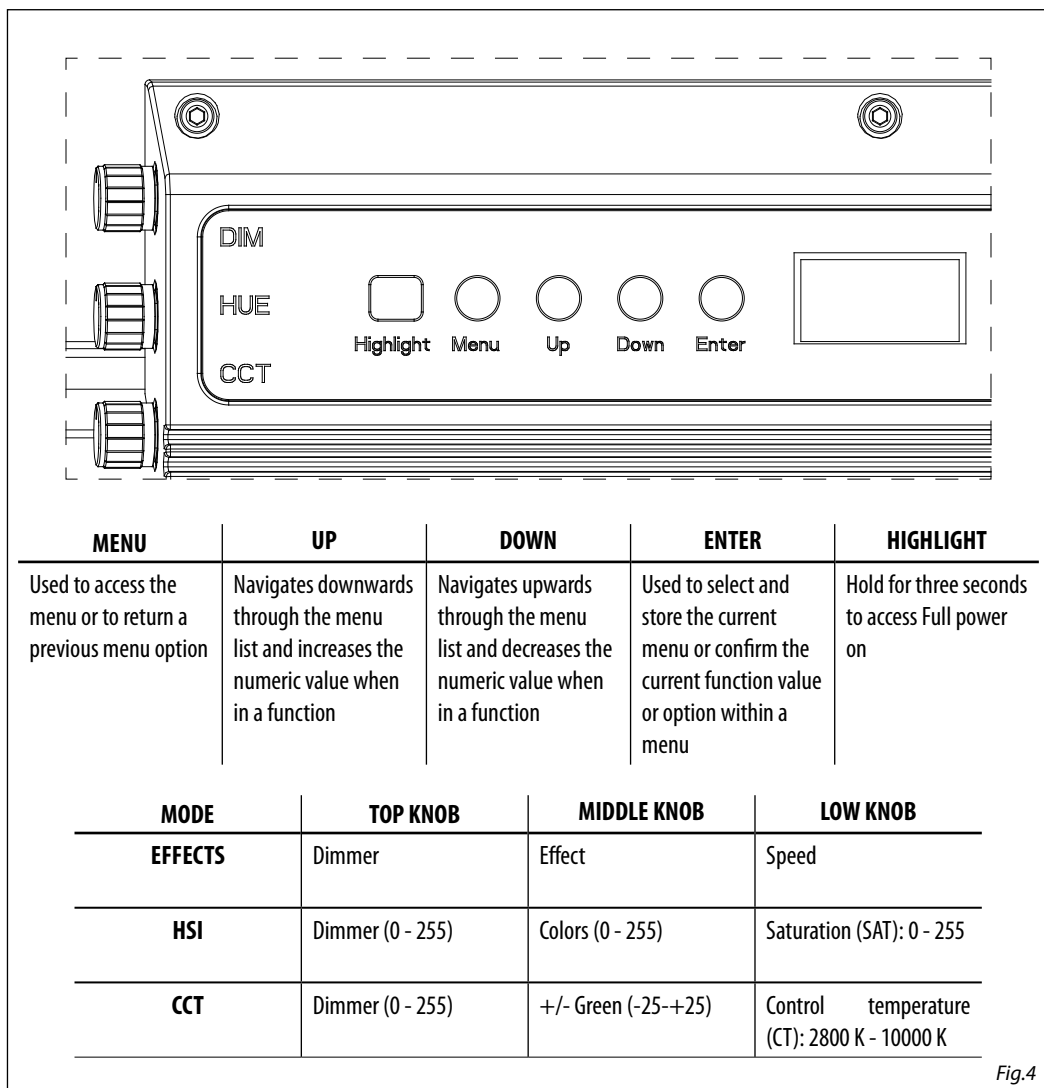 DIM
HUE
CCT
Highlight Menu Up Down Enter
MENU UP DOWN ENTER HIGHLIGHT
Used to access the
menu or to return a
previous menu option
Navigates downwards
through the menu
list and increases the
numeric value when
in a function
Navigates upwards
through the menu
list and decreases the
numeric value when
in a function
Used to select and
store the current
menu or confirm the
current function value
or option within a
menu
Hold for three seconds
to access Full power
on
MODE TOP KNOB MIDDLE KNOB LOW KNOB
EFFECTS Dimmer Effect Speed
HSI Dimmer (0 - 255) Colors (0 - 255) Saturation (SAT): 0 - 255
CCT Dimmer (0 - 255) +/- Green (-25-+25) Control temperature
(CT): 2800 K - 10000 K
Fig.4